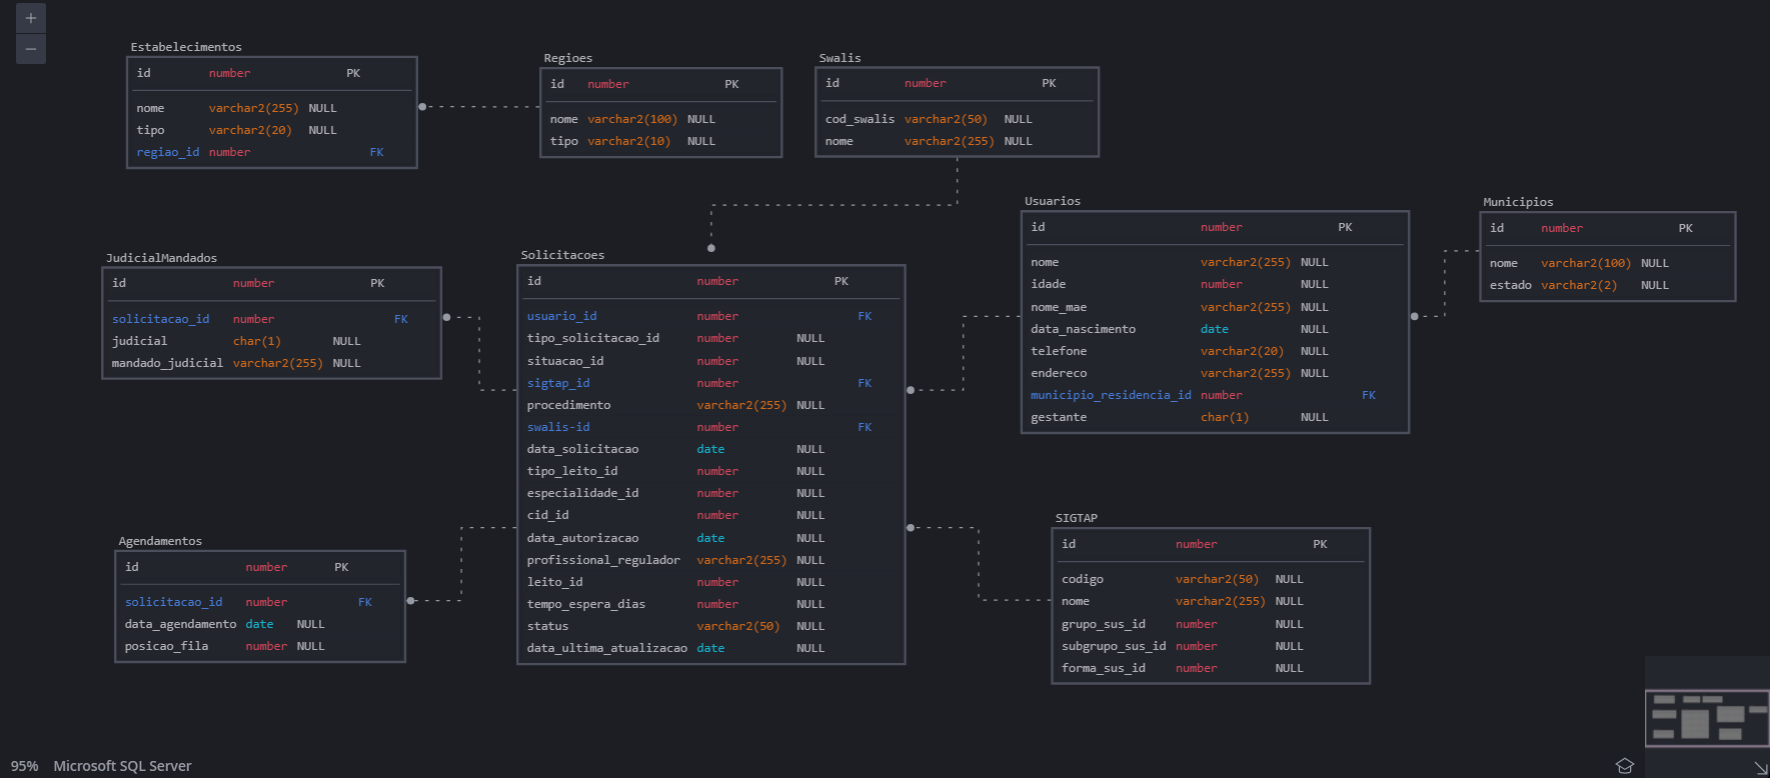 +
−
Estabelecimentos
id number PK
nome varchar2(255) NULL
tipo varchar2(20) NULL
regiao_id number FK
Regioes
id number PK
nome varchar2(100) NULL
tipo varchar2(10) NULL
Swalis
id number PK
cod_swalis varchar2(50) NULL
nome varchar2(255) NULL
Usuarios
id number PK
nome varchar2(255) NULL
idade number NULL
nome_mae varchar2(255) NULL
data_nascimento date NULL
telefone varchar2(20) NULL
endereco varchar2(255) NULL
municipio_residencia_id number FK
gestante char(1) NULL
Municipios
id number PK
nome varchar2(100) NULL
estado varchar2(2) NULL
JudicialMandados
id number PK
solicitacao_id number FK
judicial char(1) NULL
mandado_judicial varchar2(255) NULL
Solicitacoes
id number PK
usuario_id number FK
tipo_solicitacao_id number NULL
situacao_id number NULL
sigtap_id number FK
procedimento varchar2(255) NULL
swalis-id number FK
data_solicitacao date NULL
tipo_leito_id number NULL
especialidade_id number NULL
cid_id number NULL
data_autorizacao date NULL
profissional_regulador varchar2(255) NULL
leito_id number NULL
tempo_espera_dias number NULL
status varchar2(50) NULL
data_ultima_atualizacao date NULL
Agendamentos
id number PK
solicitacao_id number FK
data_agendamento date NULL
posicao_fila number NULL
SIGTAP
id number PK
codigo varchar2(50) NULL
nome varchar2(255) NULL
grupo_sus_id number NULL
subgrupo_sus_id number NULL
forma_sus_id number NULL
95% Microsoft SQL Server